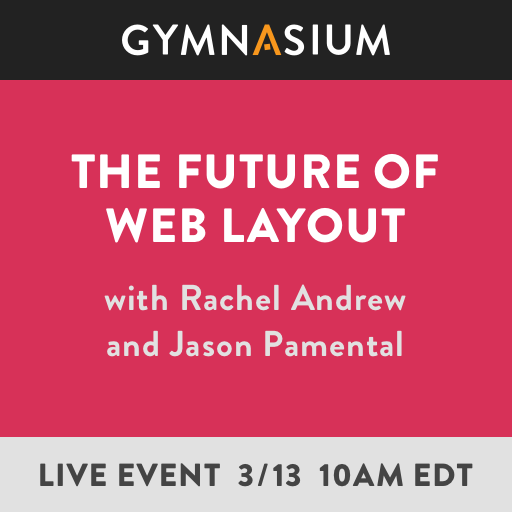 GYMNASIUM
THE FUTURE OF
WEB LAYOUT
with Rachel Andrew
and Jason Pamental
LIVE EVENT 3/13 10AM EDT